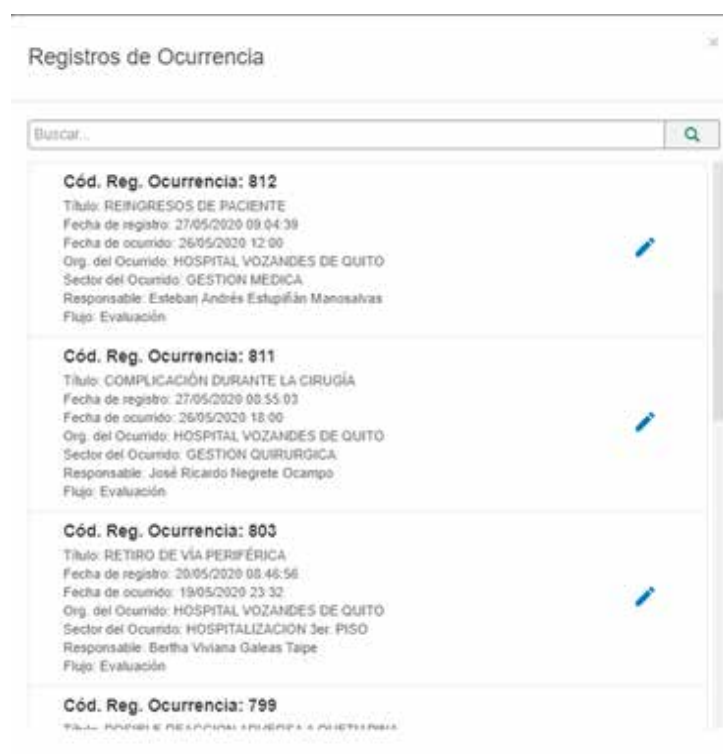 Registros de Ocurrencia
Buscar...
Cód. Reg. Ocurrencia: 812
Título: REINGRESOS DE PACIENTE
Fecha de registro: 27/05/2020 09:04:39
Fecha de ocurrido: 26/05/2020 12:00
Org. del Ocurrido: HOSPITAL VOZANDES DE QUITO
Sector del Ocurrido: GESTION MEDICA
Responsable: Esteban Andrés Estupiñán Manosalvas
Flujo: Evaluación
Cód. Reg. Ocurrencia: 811
Título: COMPLICACIÓN DURANTE LA CIRUGÍA
Fecha de registro: 27/05/2020 08:55:03
Fecha de ocurrido: 26/05/2020 18:00
Org. del Ocurrido: HOSPITAL VOZANDES DE QUITO
Sector del Ocurrido: GESTION QUIRURGICA
Responsable: José Ricardo Negrete Ocampo
Flujo: Evaluación
Cód. Reg. Ocurrencia: 803
Título: RETIRO DE VÍA PERIFÉRICA
Fecha de registro: 20/05/2020 08:46:56
Fecha de ocurrido: 19/05/2020 23:32
Org. del Ocurrido: HOSPITAL VOZANDES DE QUITO
Sector del Ocurrido: HOSPITALIZACION 3er. PISO
Responsable: Bertha Viviana Galeas Taipe
Flujo: Evaluación
Cód. Reg. Ocurrencia: 799
Título: POSIBLE REACCION ADVERSA A QUETIAPINA